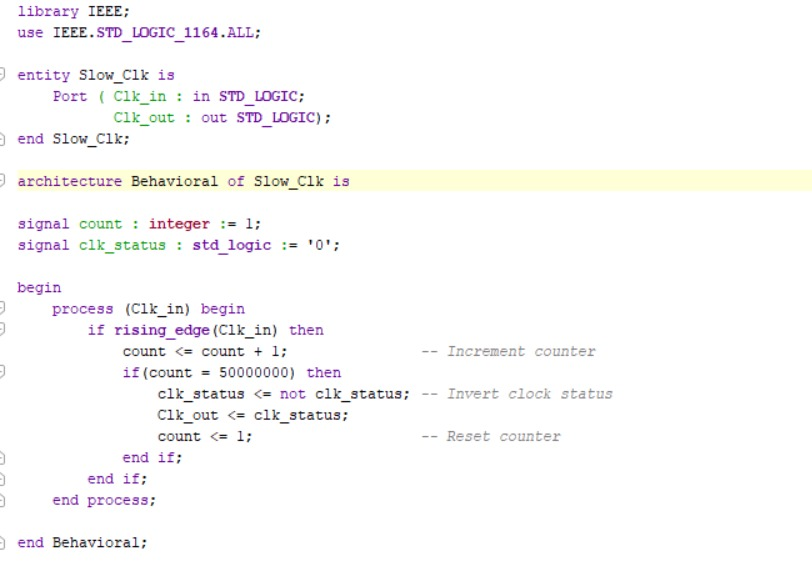 library IEEE;
use IEEE.STD_LOGIC_1164.ALL;
entity Slow_Clk is
Port ( Clk_in : in STD_LOGIC;
Clk_out : out STD_LOGIC);
end Slow_Clk;
architecture Behavioral of Slow_Clk is
signal count : integer := 1;
signal clk_status : std_logic := '0';
begin
process (Clk_in) begin
if rising_edge(Clk_in) then
count <= count + 1; -- Increment counter
if(count = 50000000) then
clk_status <= not clk_status; -- Invert clock status
Clk_out <= clk_status;
count <= 1; -- Reset counter
end if;
end if;
end process;
end Behavioral;